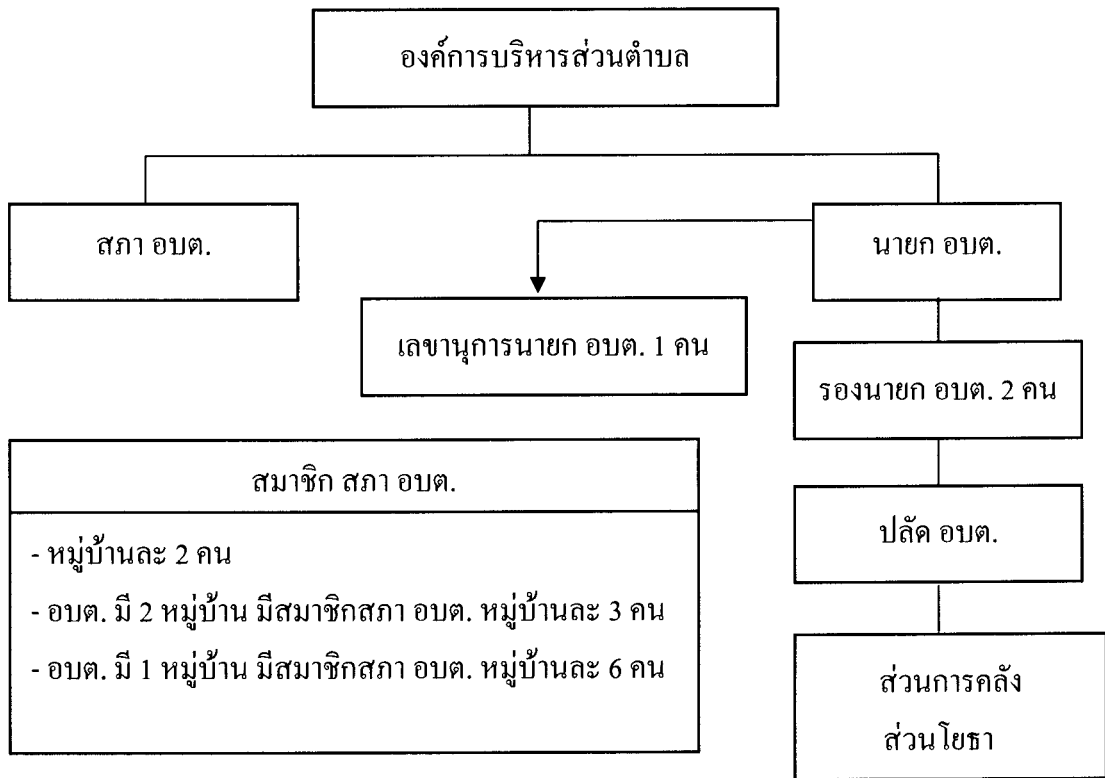 องค์การบริหารส่วนตำบล
สภา อบต.
นายก อบต.
เลขานุการนายก อบต. 1 คน
รองนายก อบต. 2 คน
สมาชิก สภา อบต.
- หมู่บ้านละ 2 คน
- อบต. มี 2 หมู่บ้าน มีสมาชิกสภา อบต. หมู่บ้านละ 3 คน
- อบต. มี 1 หมู่บ้าน มีสมาชิกสภา อบต. หมู่บ้านละ 6 คน
ปลัด อบต.
ส่วนการคลัง
ส่วนโยธา